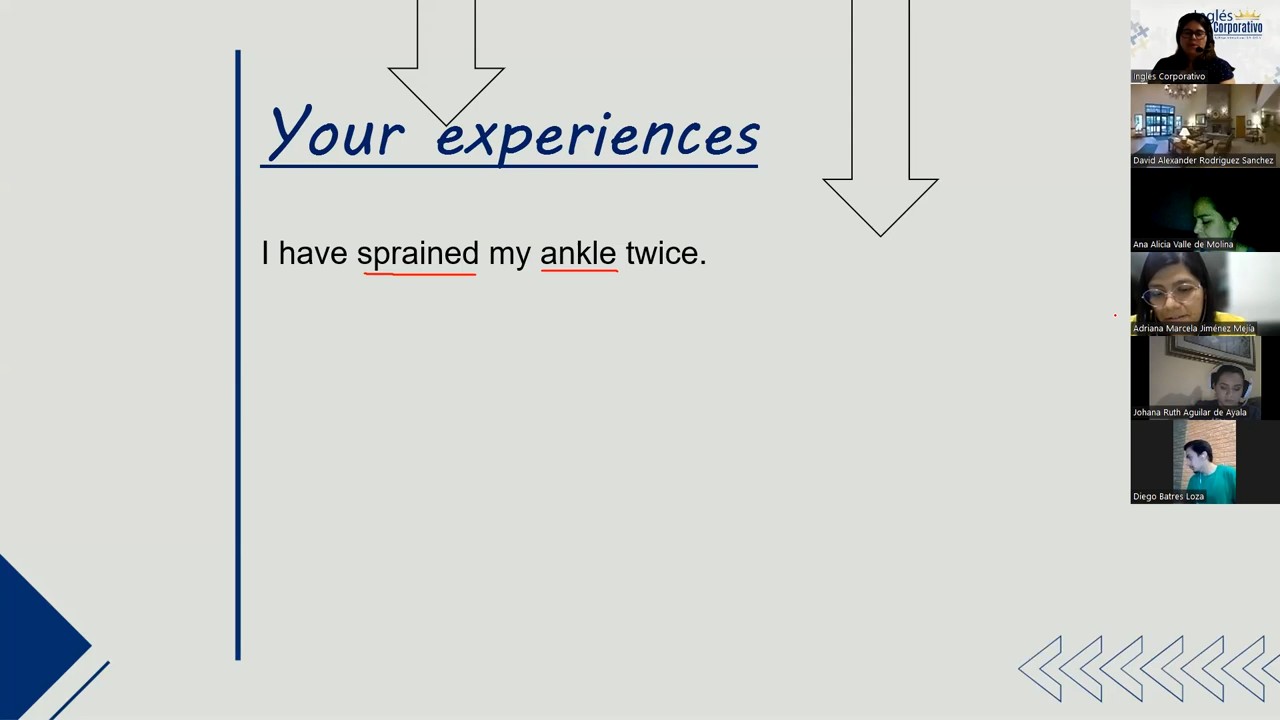 Your experiences
I have sprained my ankle twice.
Inglés
Corporativo
Inglés Corporativo
David Alexander Rodriguez Sanchez
Ana Alicia Valle de Molina
Adriana Marcela Jiménez Mejía
Johana Ruth Aguilar de Ayala
Diego Batres Loza